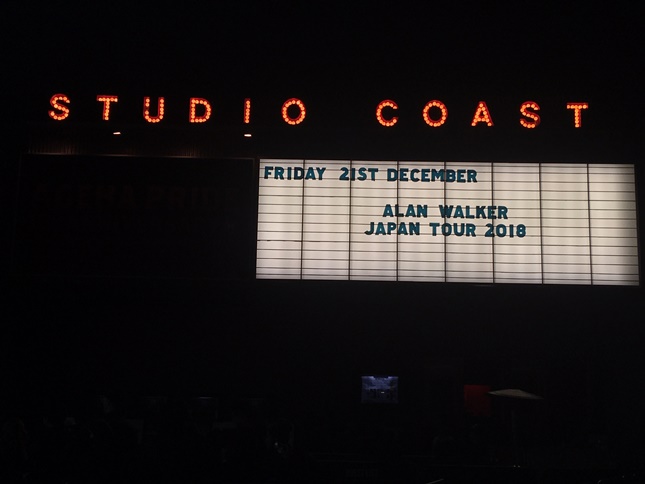 STUDIO COAST
FRIDAY 21ST DECEMBER
ALAN WALKER
JAPAN TOUR 2018